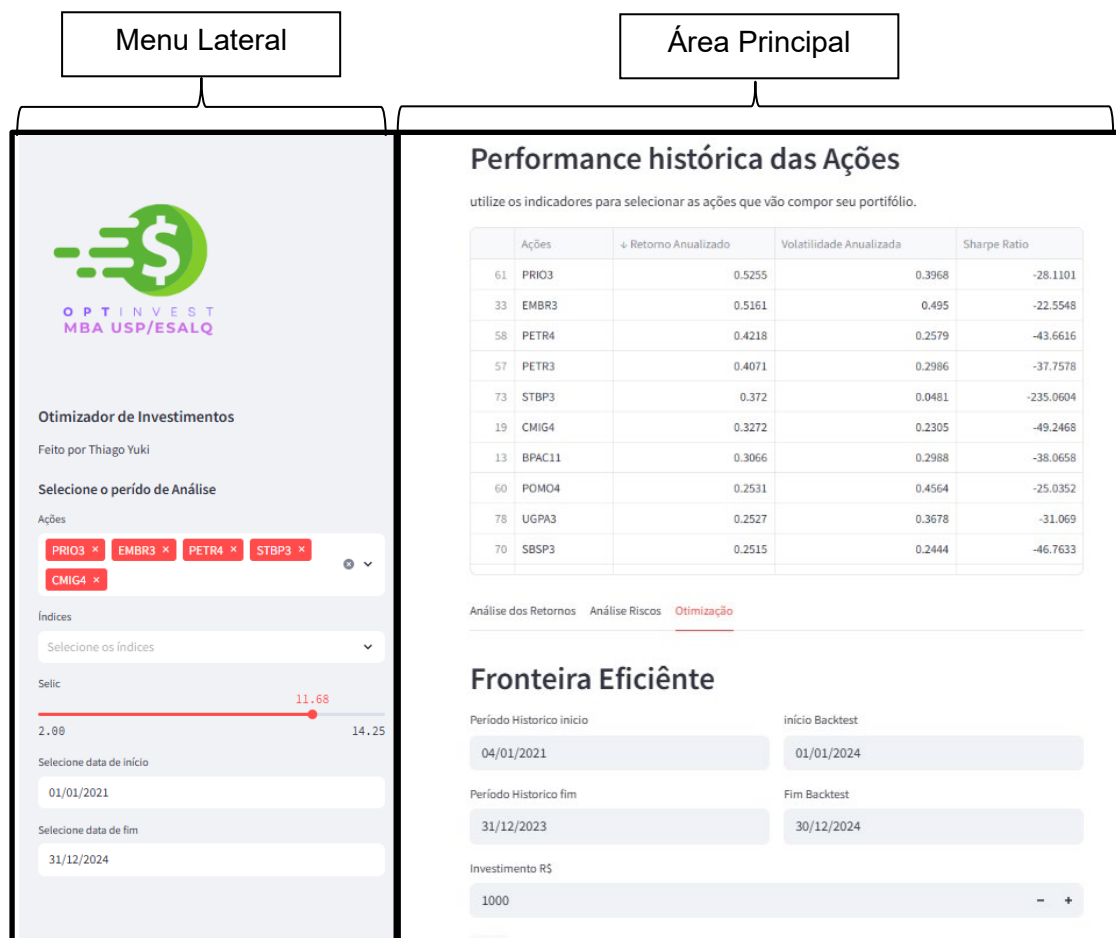 Menu Lateral
Área Principal
$
OPTINVEST
MBA USP/ESALQ
Otimizador de Investimentos
Feito por Thiago Yuki
Selecione o perído de Análise
Ações
PRIO3 × EMBR3 × PETR4 × STBP3 ×
CMIG4 ×
Índices
Selecione os índices
Selic
11.68
2.00 14.25
Selecione data de início
01/01/2021
Selecione data de fim
31/12/2024
Performance histórica das Ações
utilize os indicadores para selecionar as ações que vão compor seu portifólio.
Ações ↓ Retorno Anualizado Volatilidade Anualizada Sharpe Ratio
61 PRIO3 0.5255 0.3968 -28.1101
33 EMBR3 0.5161 0.495 -22.5548
58 PETR4 0.4218 0.2579 -43.6616
57 PETR3 0.4071 0.2986 -37.7578
73 STBP3 0.372 0.0481 -235.0604
19 CMIG4 0.3272 0.2305 -49.2468
13 BPAC11 0.3066 0.2988 -38.0658
60 POMO4 0.2531 0.4564 -25.0352
78 UGPA3 0.2527 0.3678 -31.069
70 SBSP3 0.2515 0.2444 -46.7633
Análise dos Retornos Análise Riscos Otimização
Fronteira Eficiênte
Período Historico inicio início Backtest
04/01/2021 01/01/2024
Período Historico fim Fim Backtest
31/12/2023 30/12/2024
Investimento R$
1000 − +